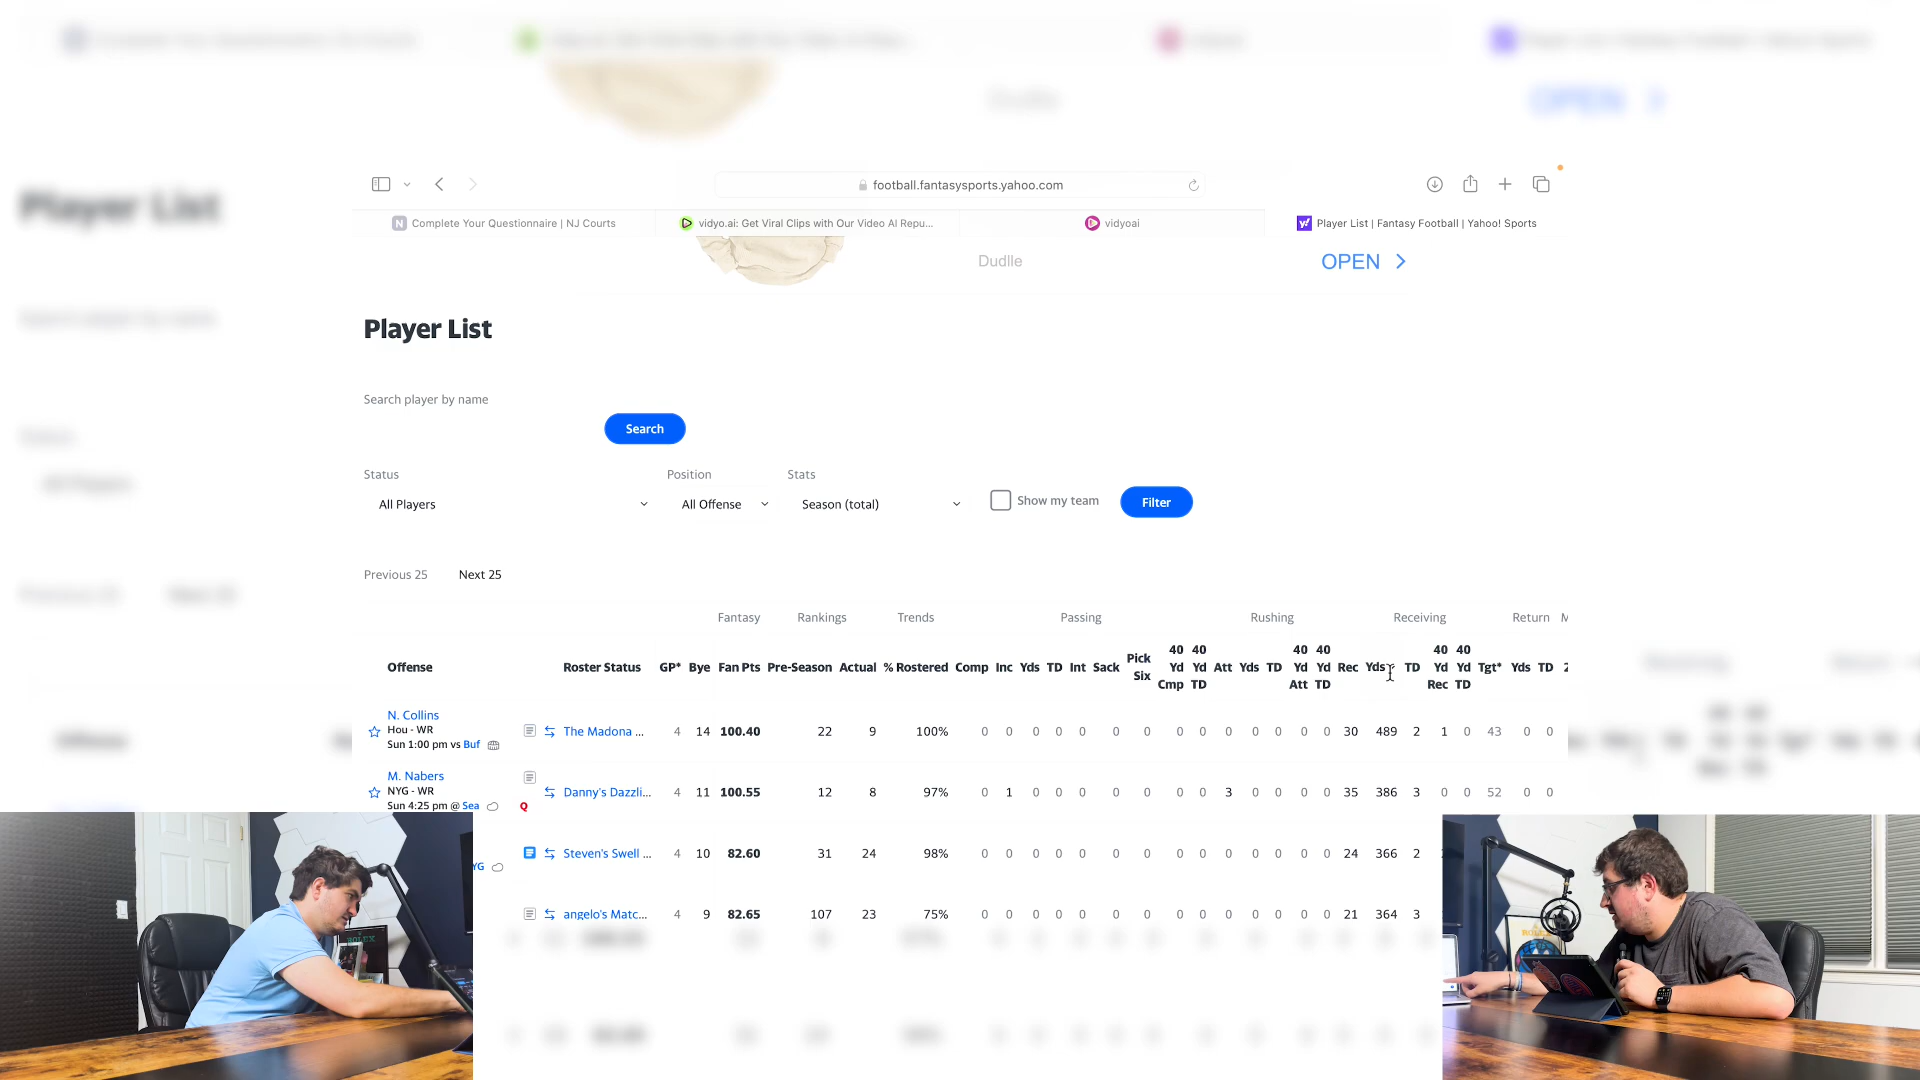 football.fantasysports.yahoo.com
N Complete Your Questionnaire | NJ Courts
vidyo.ai: Get Viral Clips with Our Video AI Repu...
vidyoai
y! Player List | Fantasy Football | Yahoo! Sports
Dudlle
OPEN
Player List
Search player by name
Search
Status Position Stats
All Players All Offense Season (total) Show my team Filter
Previous 25 Next 25
Fantasy Rankings Trends Passing Rushing Receiving Return
Offense Roster Status GP* Bye Fan Pts Pre-Season Actual % Rostered Comp Inc Yds TD Int Sack Pick Six 40 Yd Cmp 40 Yd TD Att Yds TD 40 Yd Att 40 Yd TD Rec Yds TD 40 Yd Rec 40 Yd TD Tgt* Yds TD
N. Collins
Hou - WR
Sun 1:00 pm vs Buf
The Madona ... 4 14 100.40 22 9 100% 0 0 0 0 0 0 0 0 0 0 0 0 0 0 30 489 2 1 0 43 0 0
M. Nabers
NYG - WR
Sun 4:25 pm @ Sea
Q
Danny's Dazzli... 4 11 100.55 12 8 97% 0 1 0 0 0 0 0 0 0 3 0 0 0 0 35 386 3 0 0 52 0 0
YG
Steven's Swell ... 4 10 82.60 31 24 98% 0 0 0 0 0 0 0 0 0 0 0 0 0 0 24 366 2
angelo's Matc... 4 9 82.65 107 23 75% 0 0 0 0 0 0 0 0 0 0 0 0 0 0 21 364 3
ROLEX